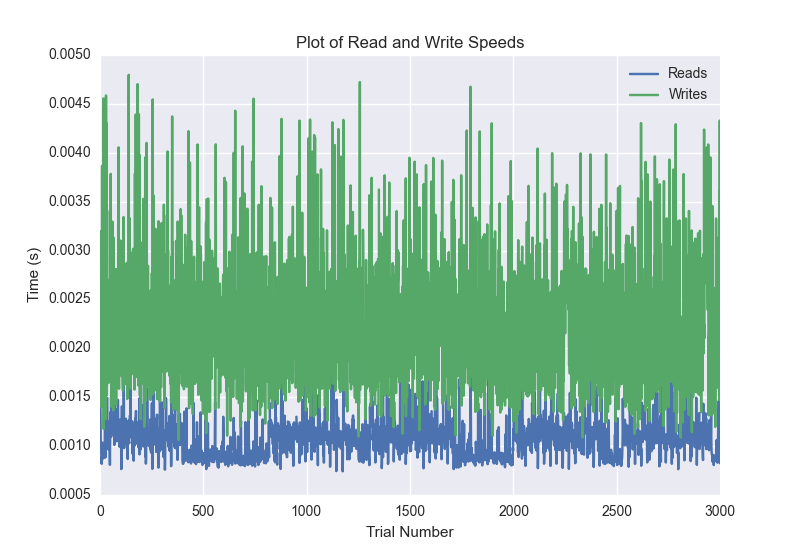 Plot of Read and Write Speeds
Reads
Writes
Time (s)
0.0050
0.0045
0.0040
0.0035
0.0030
0.0025
0.0020
0.0015
0.0010
0.0005
0 500 1000 1500 2000 2500 3000
Trial Number